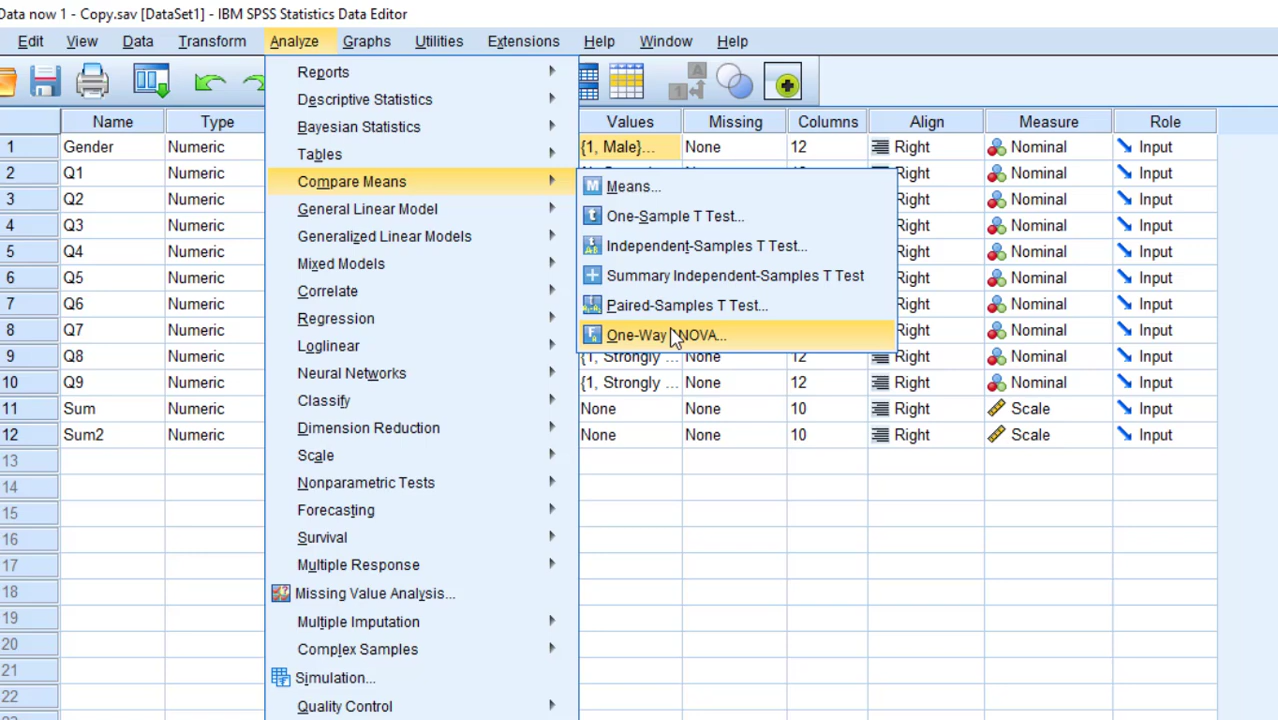 Data now 1 - Copy.sav [DataSet1] - IBM SPSS Statistics Data Editor
Edit View Data Transform Analyze Graphs Utilities Extensions Help Window Help
Name Type Values Missing Columns Align Measure Role
1 Gender Numeric {1, Male}... None 12 Right Nominal Input
2 Q1 Numeric Right Nominal Input
3 Q2 Numeric Right Nominal Input
4 Q3 Numeric Right Nominal Input
5 Q4 Numeric Right Nominal Input
6 Q5 Numeric Right Nominal Input
7 Q6 Numeric Right Nominal Input
8 Q7 Numeric Right Nominal Input
9 Q8 Numeric {1, Strongly ... None 12 Right Nominal Input
10 Q9 Numeric {1, Strongly ... None 12 Right Nominal Input
11 Sum Numeric None None 10 Right Scale Input
12 Sum2 Numeric None None 10 Right Scale Input
13
14
15
16
17
18
19
20
21
22
Reports
Descriptive Statistics
Bayesian Statistics
Tables
Compare Means
General Linear Model
Generalized Linear Models
Mixed Models
Correlate
Regression
Loglinear
Neural Networks
Classify
Dimension Reduction
Scale
Nonparametric Tests
Forecasting
Survival
Multiple Response
Missing Value Analysis...
Multiple Imputation
Complex Samples
Simulation...
Quality Control
Means...
One-Sample T Test...
Independent-Samples T Test...
Summary Independent-Samples T Test
Paired-Samples T Test...
One-Way ANOVA...